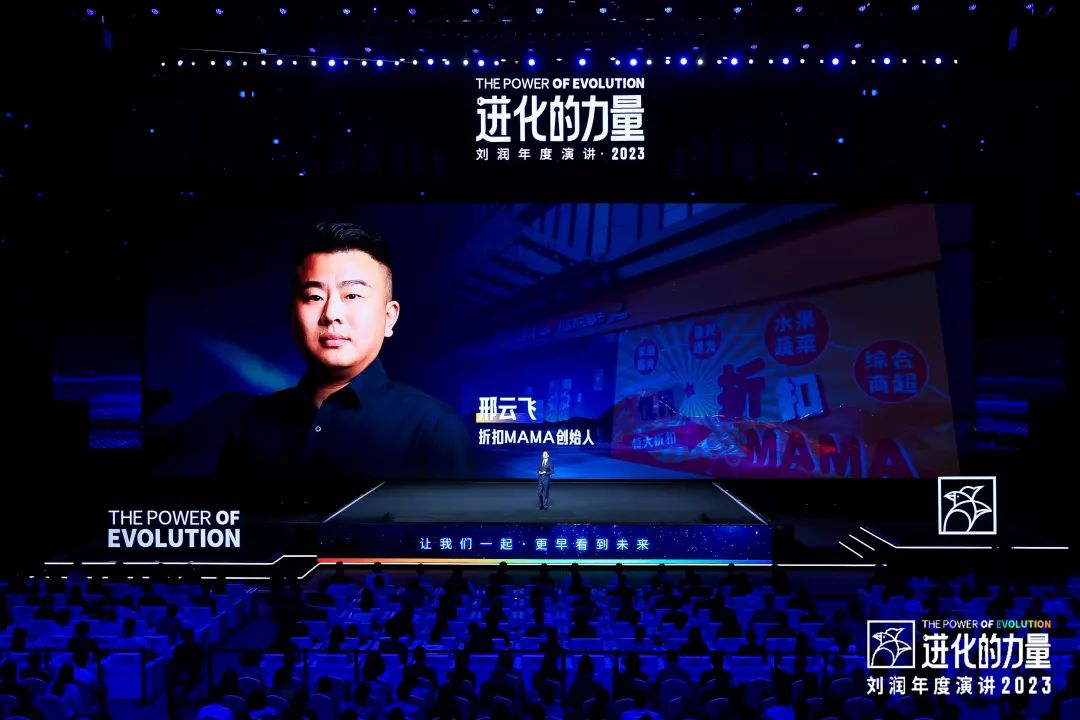 THE POWER OF EVOLUTION
进化的力量
刘润年度演讲·2023
水果
蔬菜
综合
商超
折扣
MAMA
邢云飞
折扣MAMA创始人
THE POWER OF
EVOLUTION
让我们一起·更早看到未来
THE POWER OF EVOLUTION
进化的力量
刘润年度演讲2023